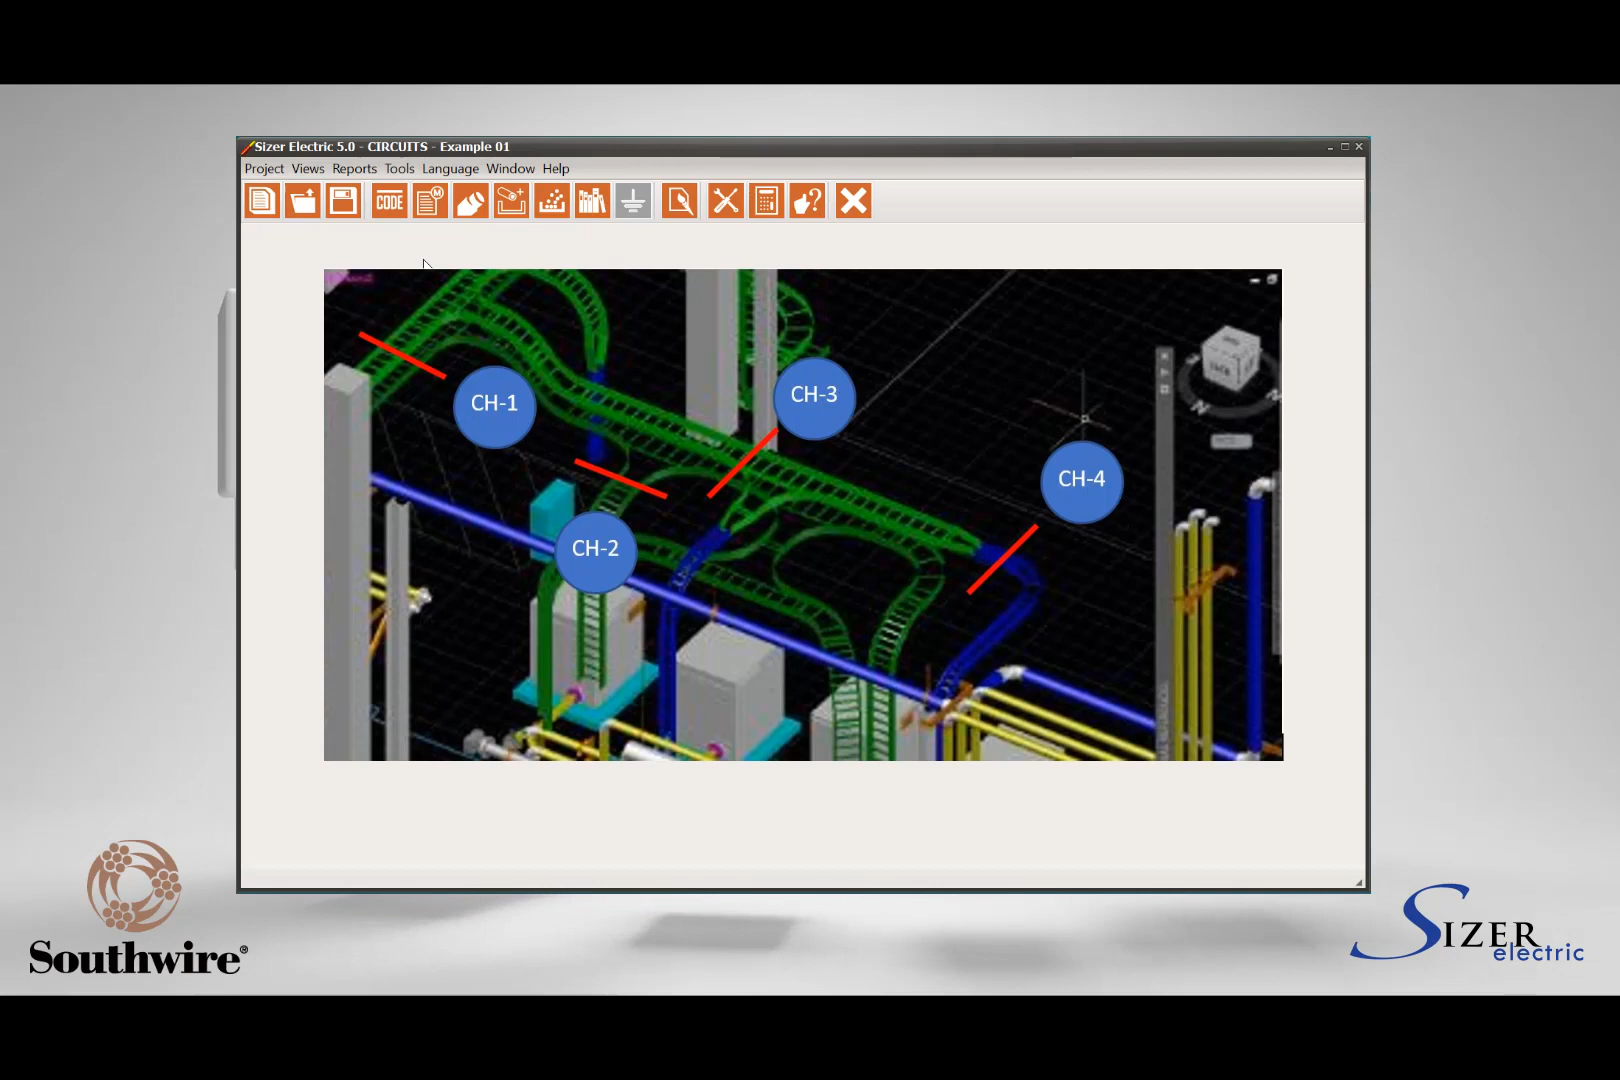 Sizer Electric 5.0 - CIRCUITS - Example 01
Project Views Reports Tools Language Window Help
CODE M
CH-1
CH-3
CH-4
CH-2
Southwire®
SIZER
electric